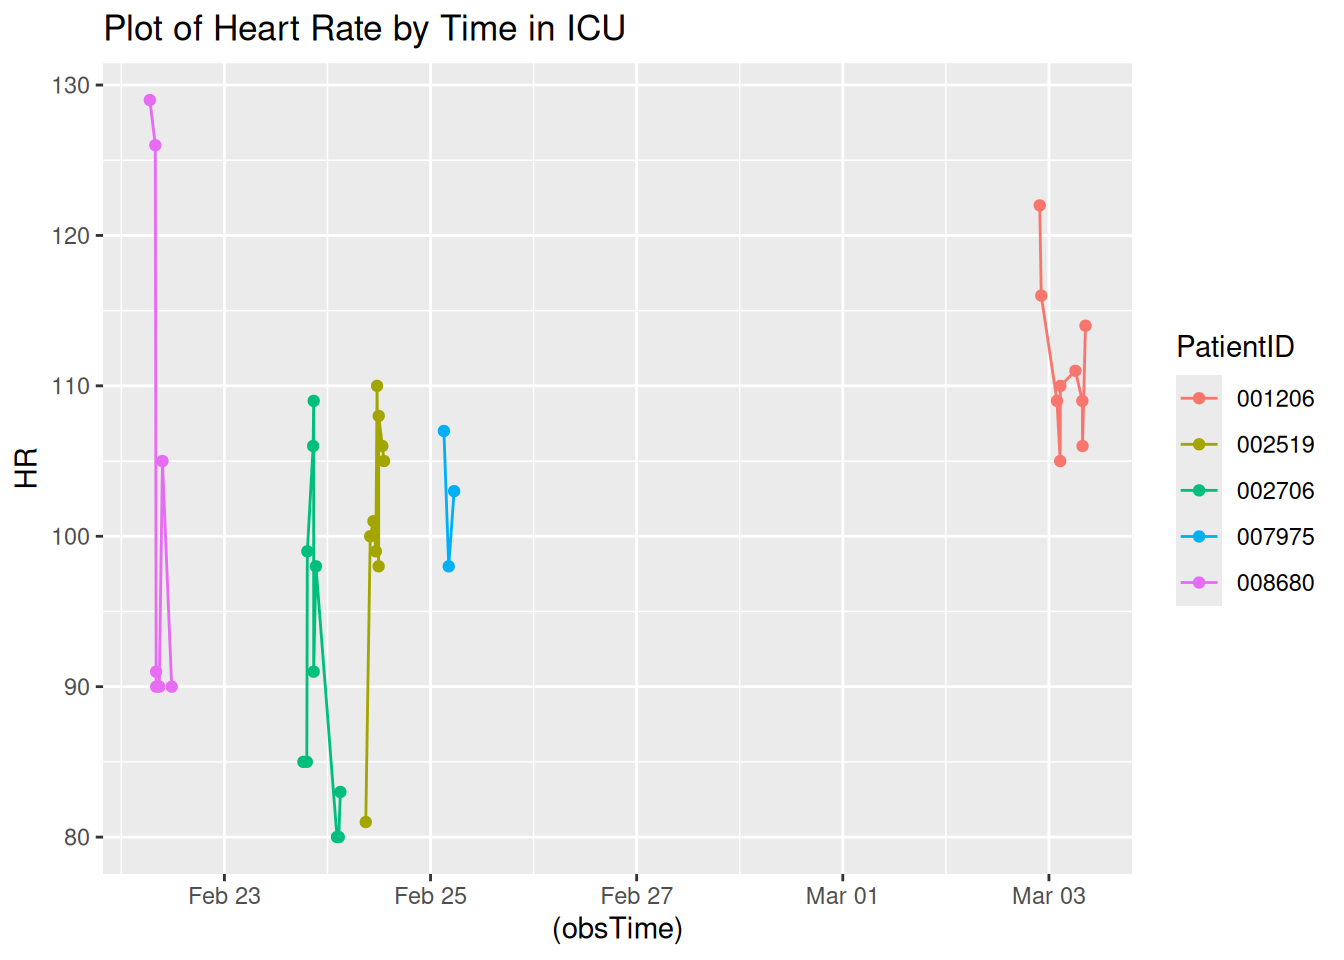 Plot of Heart Rate by Time in ICU
130
120
110
100
90
80
HR
Feb 23
Feb 25
Feb 27
Mar 01
Mar 03
(obsTime)
PatientID
001206
002519
002706
007975
008680